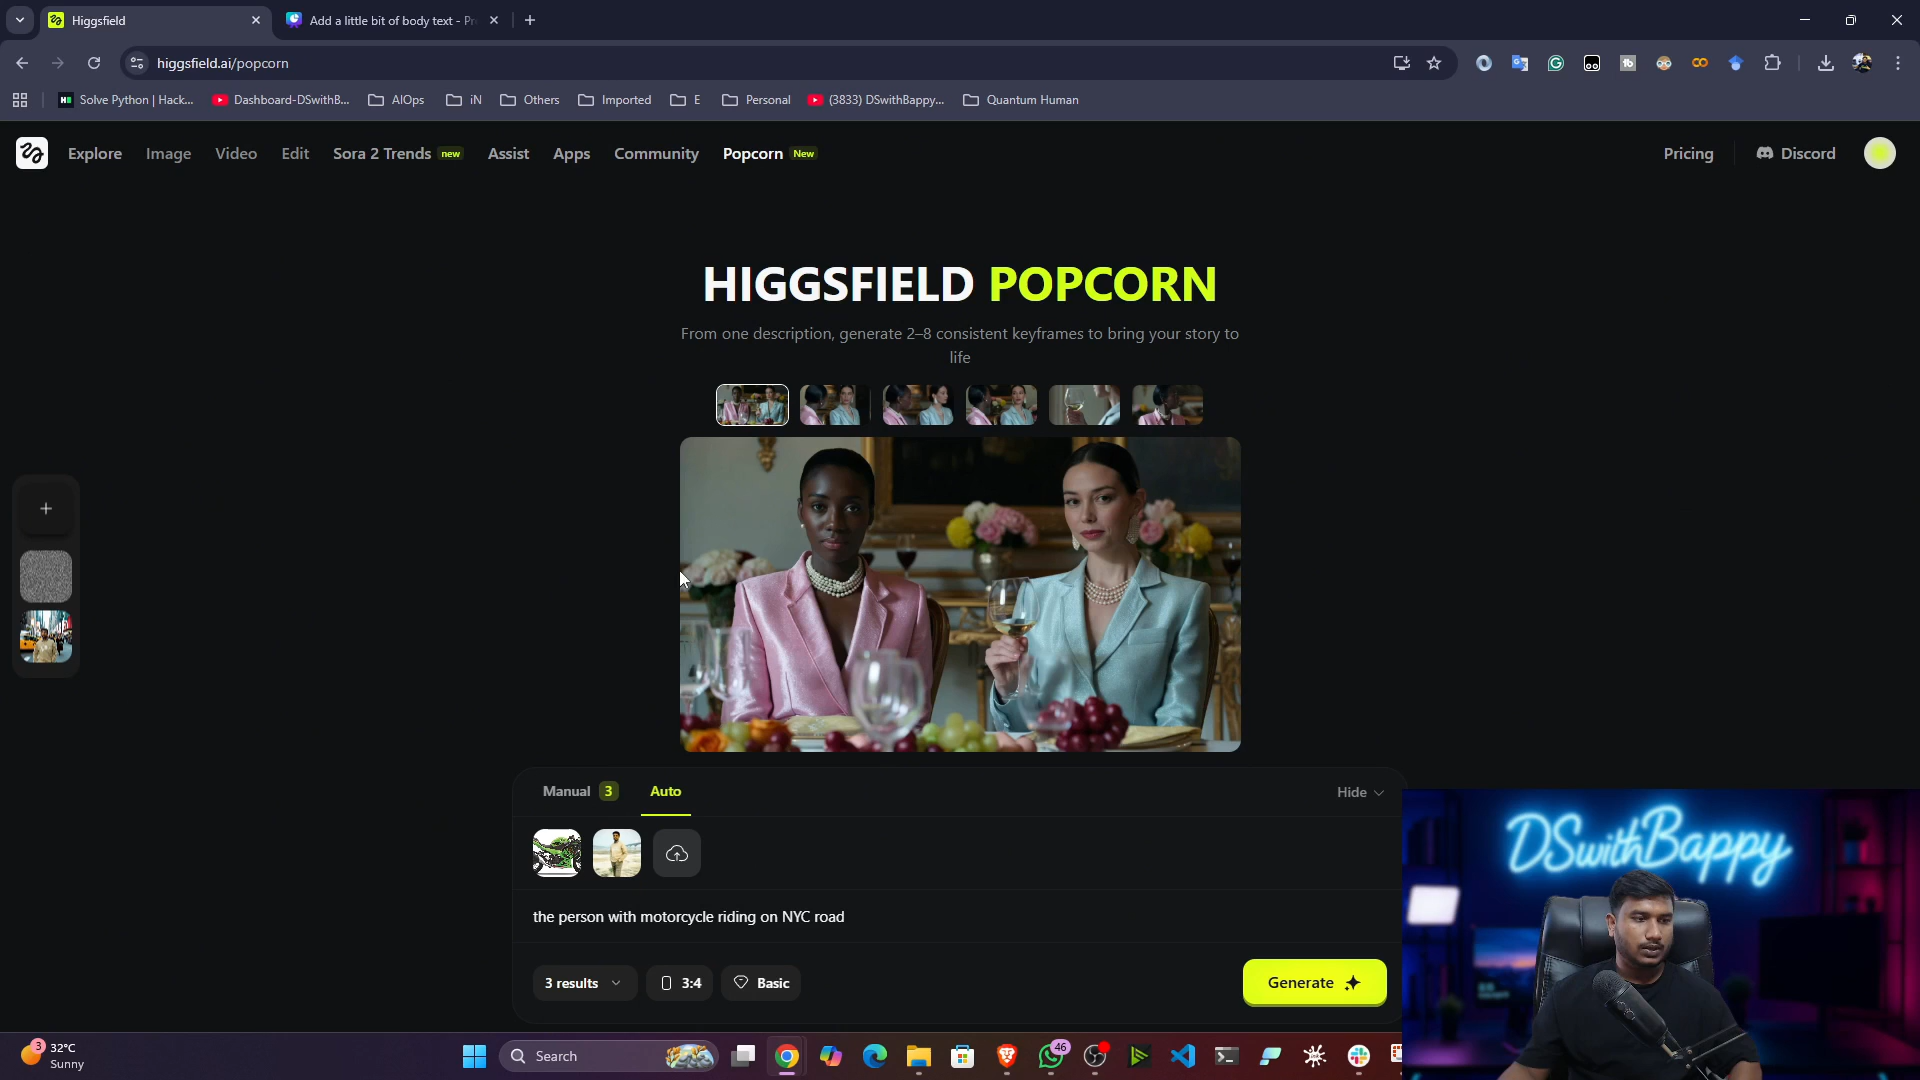 Higgsfield
Add a little bit of body text - Pr
higgsfield.ai/popcorn
Solve Python | Hack...
Dashboard-DSwithB...
AIOps
iN
Others
Imported
E
Personal
(3833) DSwithBappy...
Quantum Human
Explore
Image
Video
Edit
Sora 2 Trends new
Assist
Apps
Community
Popcorn New
Pricing
Discord
HIGGSFIELD POPCORN
From one description, generate 2–8 consistent keyframes to bring your story to
life
Manual 3
Auto
Hide
the person with motorcycle riding on NYC road
3 results
3:4
Basic
Generate
DSwithBappy
3
32°C
Sunny
Search
46